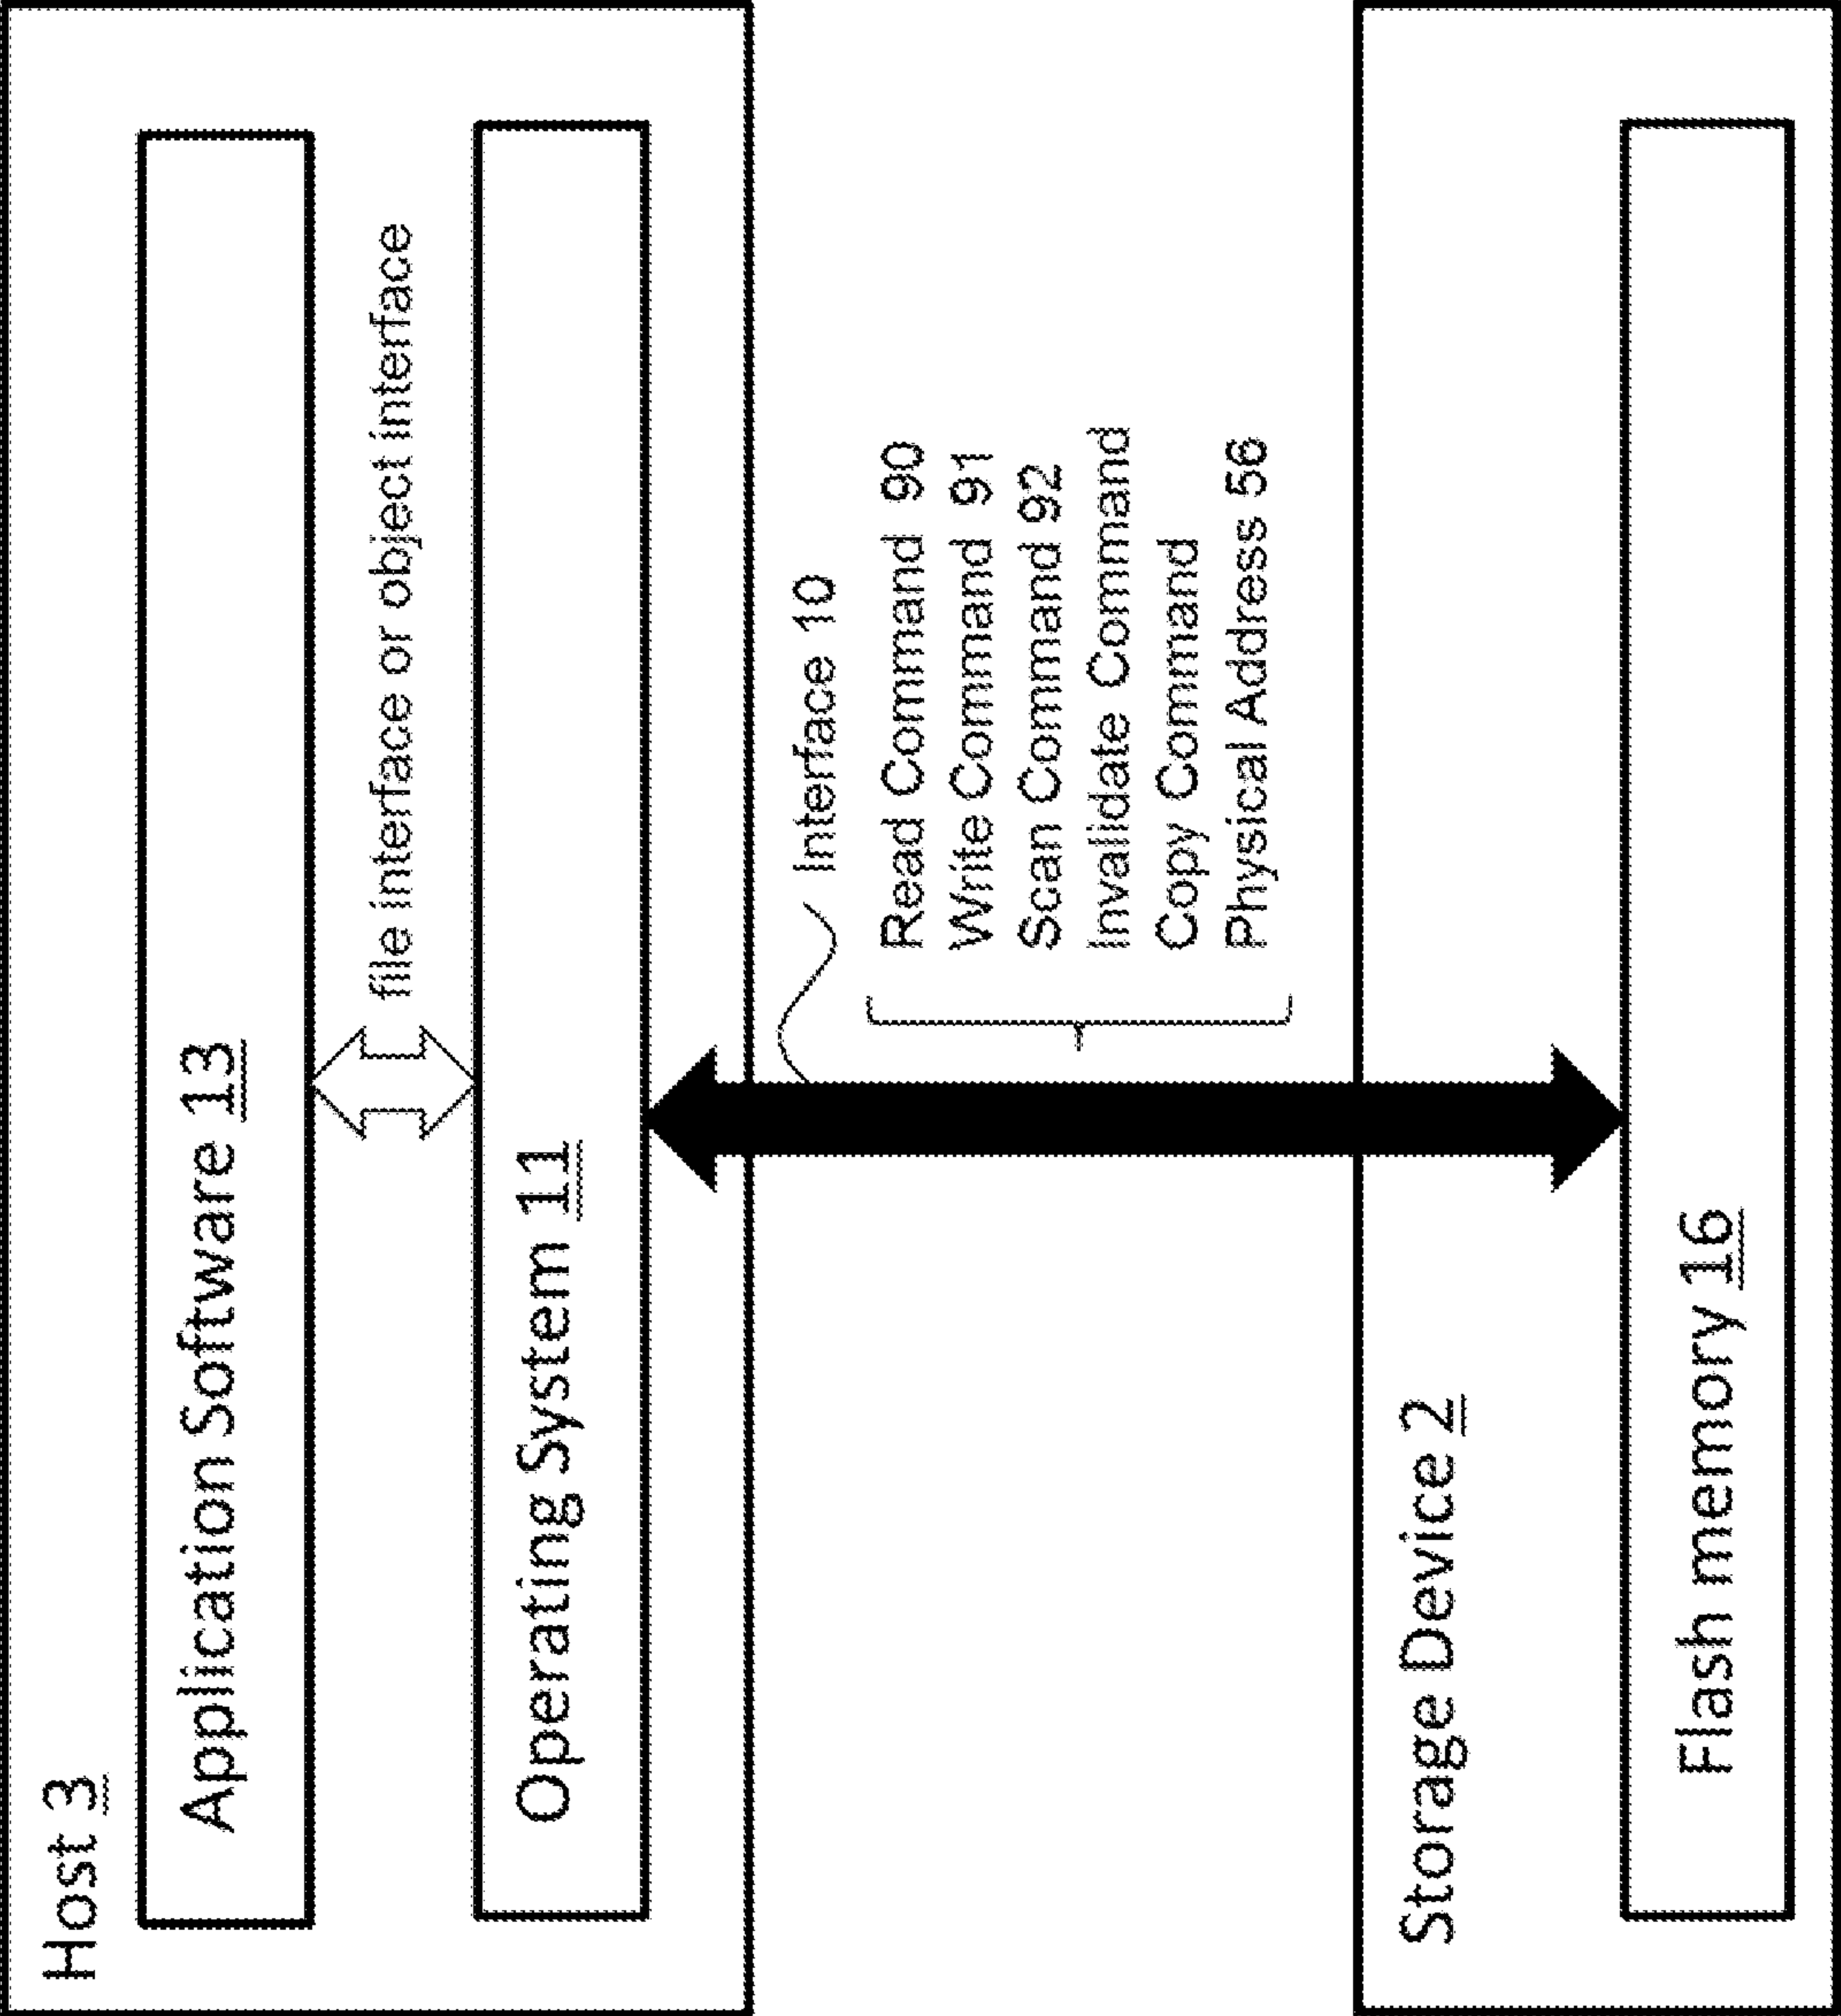 Host 3
Application Software 13
file interface or object interface
Operating System 11
Interface 10
Read Command 90
Write Command 91
Scan Command 92
Invalidate Command
Copy Command
Physical Address 56
Storage Device 2
Flash memory 16